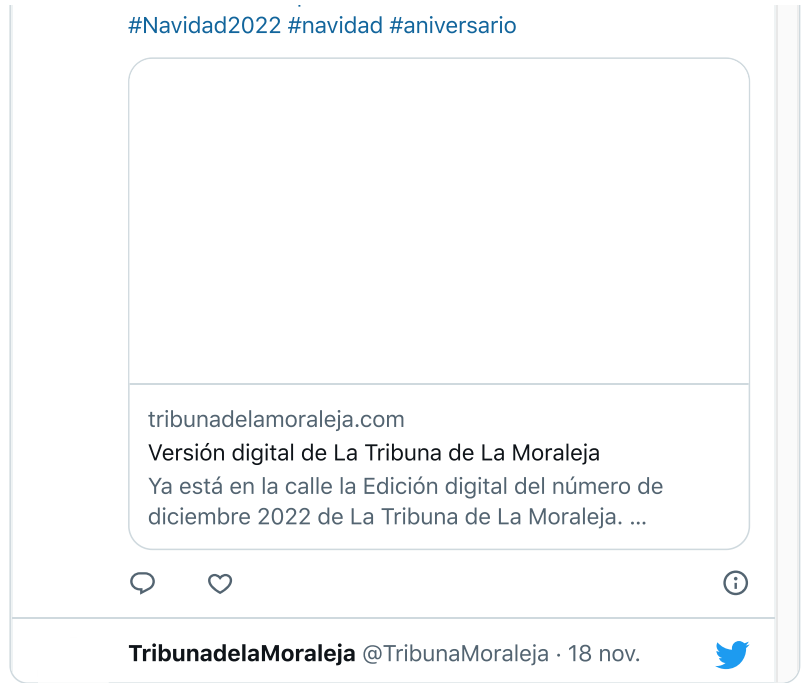 #Navidad2022 #navidad #aniversario
tribunadelamoraleja.com
Versión digital de La Tribuna de La Moraleja
Ya está en la calle la Edición digital del número de
diciembre 2022 de La Tribuna de La Moraleja. ...
TribunadelaMoraleja @TribunaMoraleja · 18 nov.